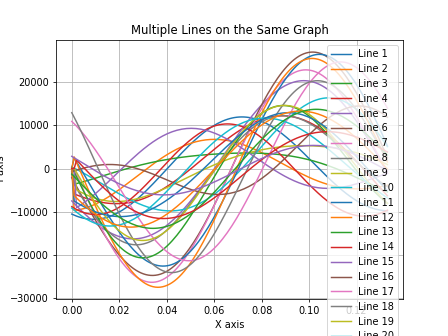 Multiple Lines on the Same Graph
20000
10000
0
−10000
−20000
−30000
0.00
0.02
0.04
0.06
0.08
0.10
X axis
Line 1
Line 2
Line 3
Line 4
Line 5
Line 6
Line 7
Line 8
Line 9
Line 10
Line 11
Line 12
Line 13
Line 14
Line 15
Line 16
Line 17
Line 18
Line 19
Line 20